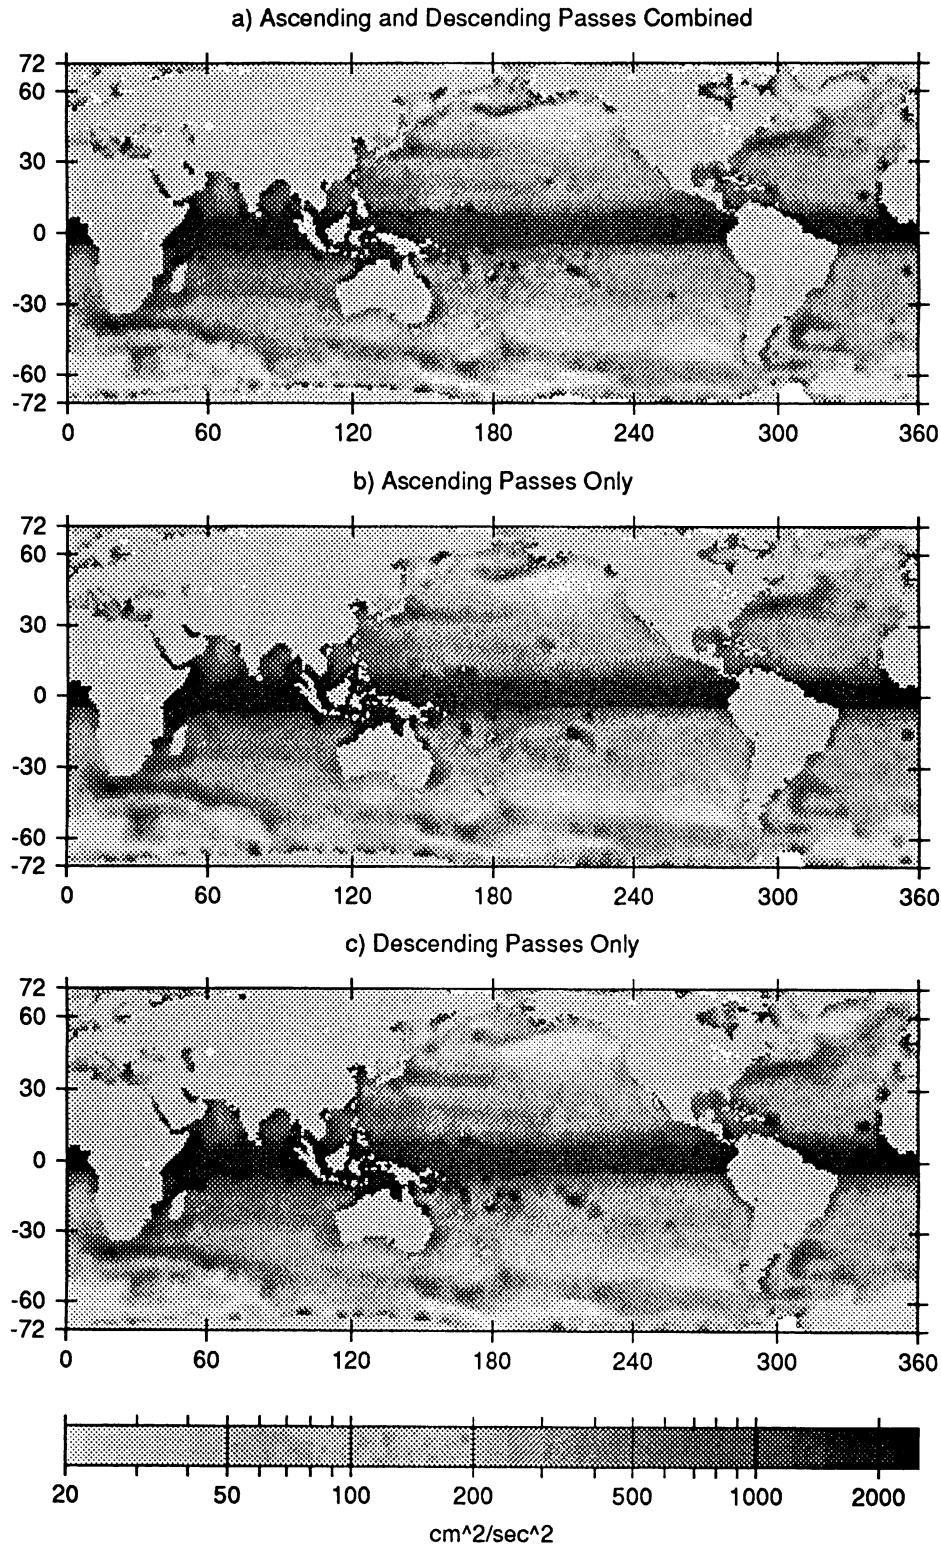 a) Ascending and Descending Passes Combined
72
60
30
0
-30
-60
-72
0 60 120 180 240 300 360
b) Ascending Passes Only
72
60
30
0
-30
-60
-72
0 60 120 180 240 300 360
c) Descending Passes Only
72
60
30
0
-30
-60
-72
0 60 120 180 240 300 360
20 50 100 200 500 1000 2000
cm^2/sec^2